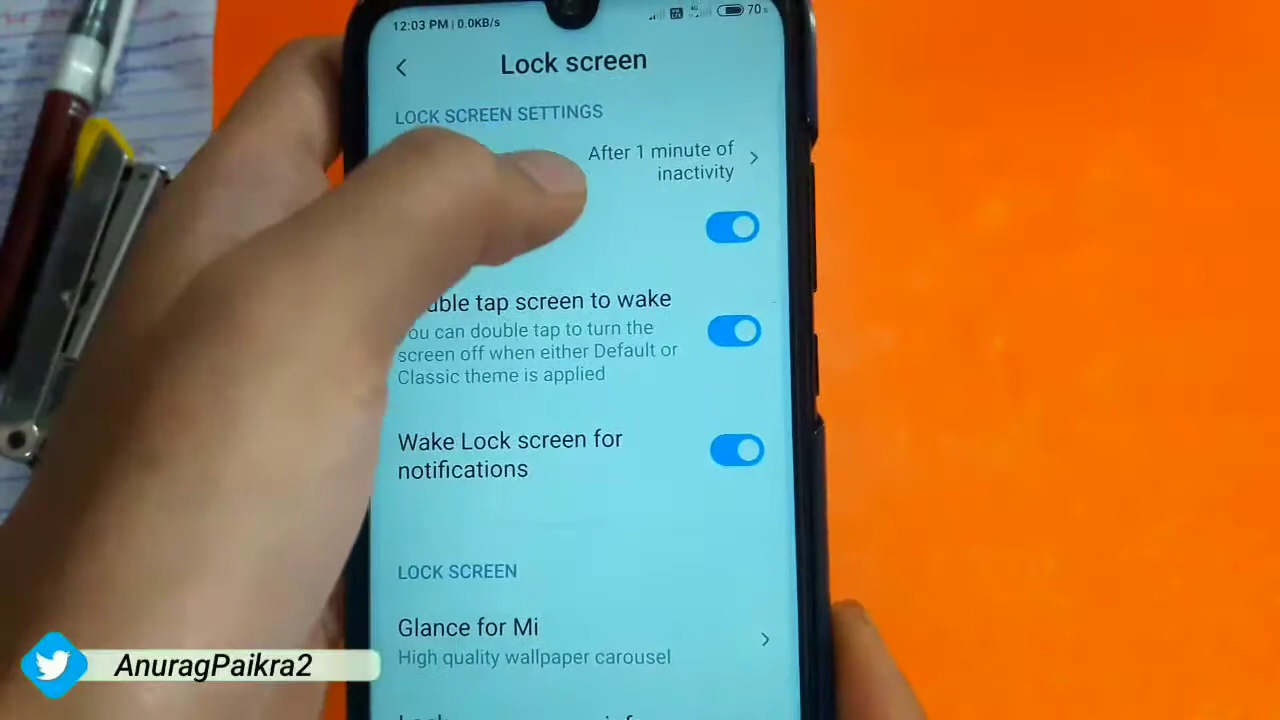 12:03 PM | 0.0KB/s
70
Lock screen
LOCK SCREEN SETTINGS
After 1 minute of
inactivity
uble tap screen to wake
ou can double tap to turn the
screen off when either Default or
Classic theme is applied
Wake Lock screen for
notifications
LOCK SCREEN
Glance for Mi
High quality wallpaper carousel
AnuragPaikra2